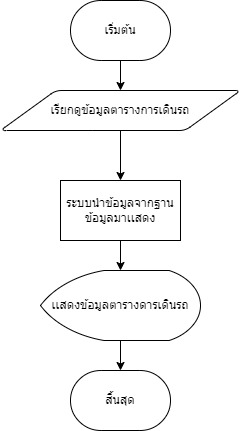 เริ่มต้น
เรียกดูข้อมูลตารางการเดินรถ
ระบบนำข้อมูลจากฐาน
ข้อมูลมาแสดง
แสดงข้อมูลตารางดารเดินรถ
สิ้นสุด